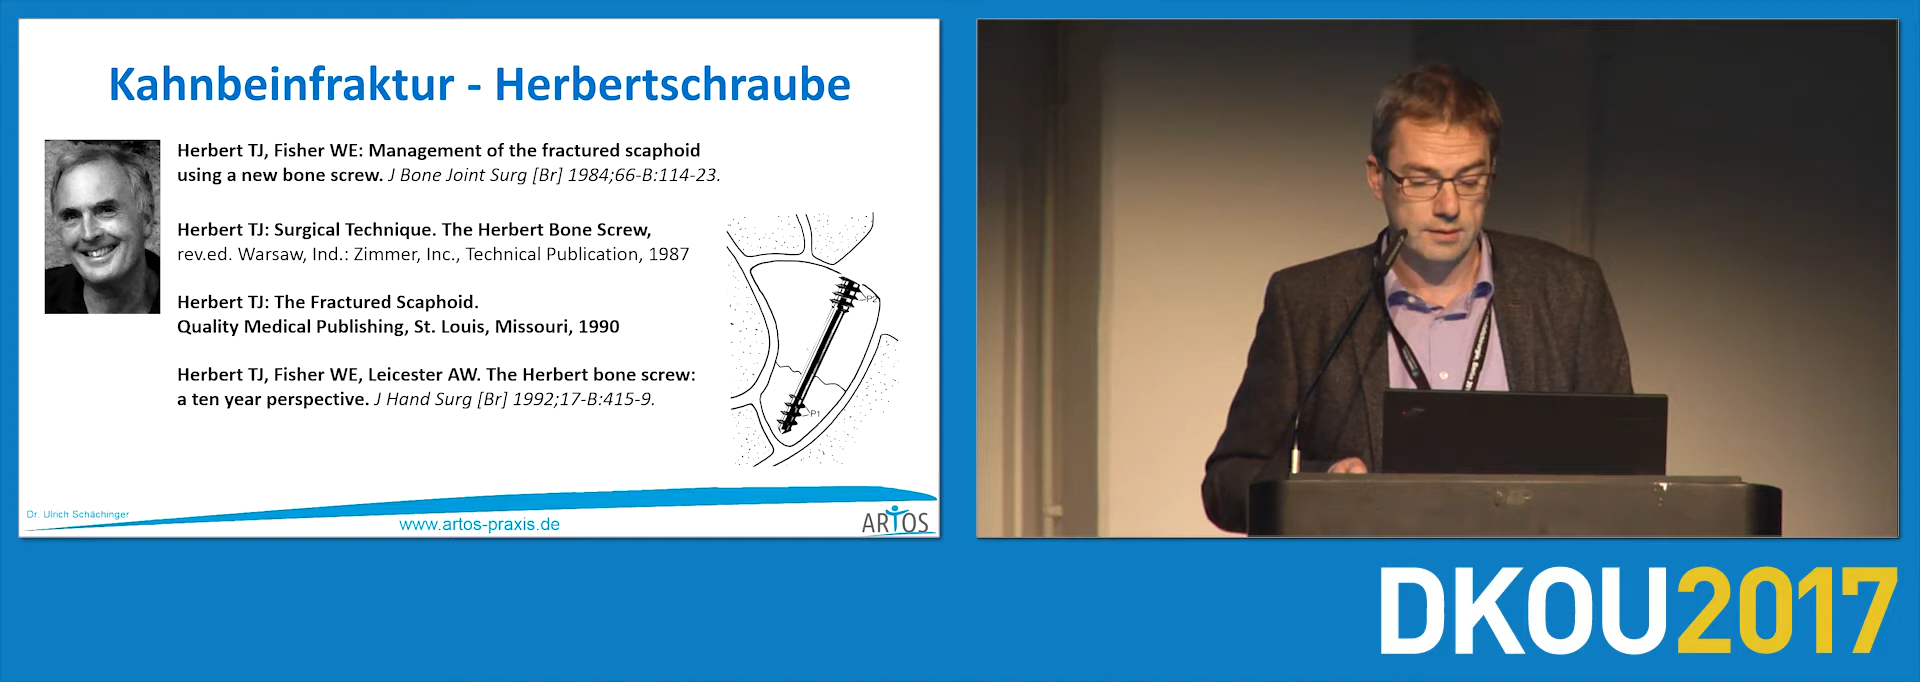 Kahnbeinfraktur - Herbertschraube
Herbert TJ, Fisher WE: Management of the fractured scaphoid
using a new bone screw. J Bone Joint Surg [Br] 1984;66-B:114-23.
Herbert TJ: Surgical Technique. The Herbert Bone Screw,
rev.ed. Warsaw, Ind.: Zimmer, Inc., Technical Publication, 1987
Herbert TJ: The Fractured Scaphoid.
Quality Medical Publishing, St. Louis, Missouri, 1990
Herbert TJ, Fisher WE, Leicester AW. The Herbert bone screw:
a ten year perspective. J Hand Surg [Br] 1992;17-B:415-9.
P2
P1
Dr. Ulrich Schächinger
www.artos-praxis.de
ARTOS
DKOU2017